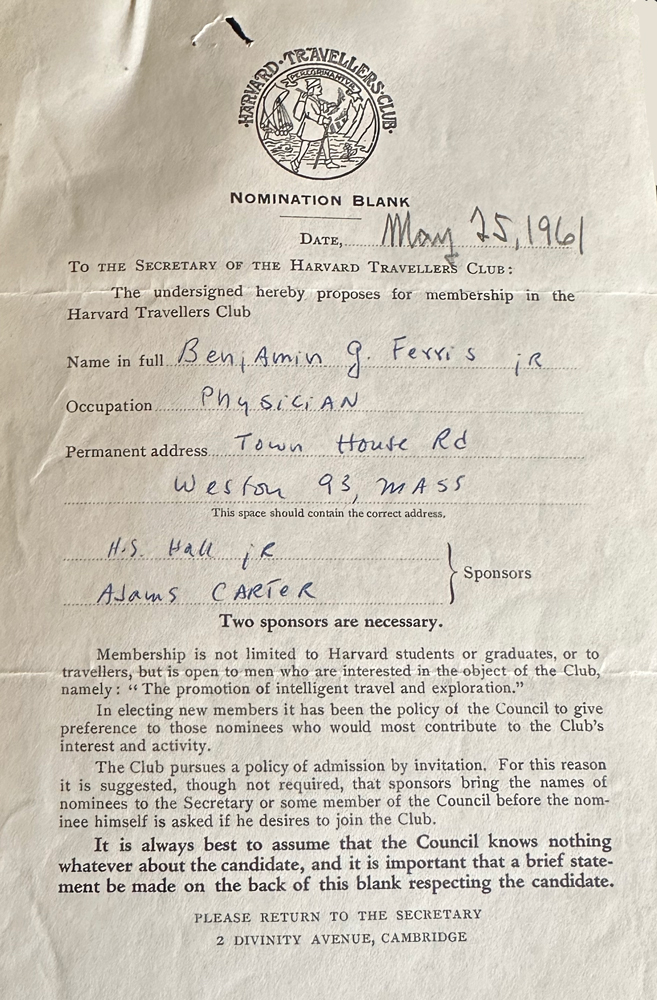 HARVARD·TRAVELLERS·CLUB·
PEREGRINANTVR
NOMINATION BLANK
DATE, May 25, 1961
TO THE SECRETARY OF THE HARVARD TRAVELLERS CLUB:
The undersigned hereby proposes for membership in the
Harvard Travellers Club
Name in full Benjamin G. Ferris jR
Occupation PhysiciAN
Permanent address Town House Rd
Weston 93, MASS
This space should contain the correct address.
H.S. Hall jR
Adams CARTeR
Sponsors
Two sponsors are necessary.
Membership is not limited to Harvard students or graduates, or to
travellers, but is open to men who are interested in the object of the Club,
namely: “ The promotion of intelligent travel and exploration.”
In electing new members it has been the policy of the Council to give
preference to those nominees who would most contribute to the Club's
interest and activity.
The Club pursues a policy of admission by invitation. For this reason
it is suggested, though not required, that sponsors bring the names of
nominees to the Secretary or some member of the Council before the nom-
inee himself is asked if he desires to join the Club.
It is always best to assume that the Council knows nothing
whatever about the candidate, and it is important that a brief state-
ment be made on the back of this blank respecting the candidate.
PLEASE RETURN TO THE SECRETARY
2 DIVINITY AVENUE, CAMBRIDGE